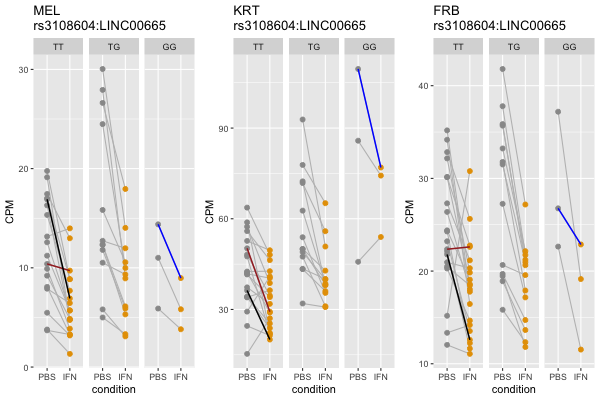 MEL
rs3108604:LINC00665
TT TG GG
30
20
10
0
CPM
PBS IFN PBS IFN PBS IFN
condition
KRT
rs3108604:LINC00665
TT TG GG
90
60
30
CPM
PBS IFN PBS IFN PBS IFN
condition
FRB
rs3108604:LINC00665
TT TG GG
40
30
20
10
CPM
PBS IFN PBS IFN PBS IFN
condition